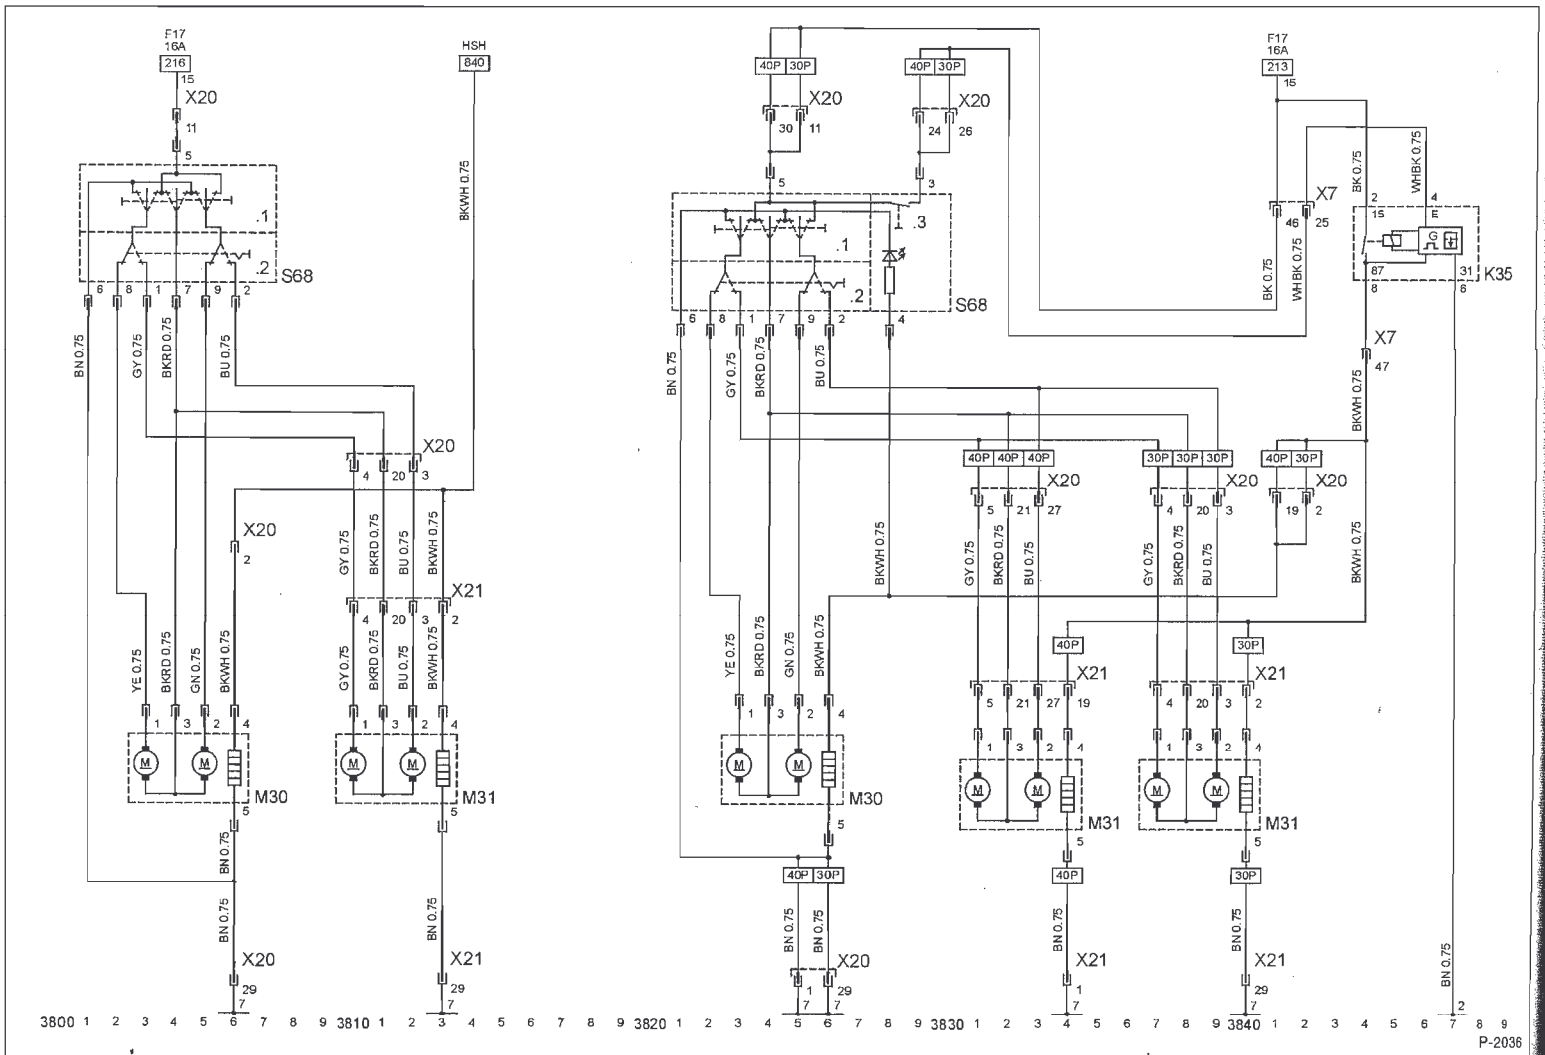 F17
16A
216
15
X20
11
5
.1
.2
S68
6 8 1 7 9 2
BN 0.75
GY 0.75
BKRD 0.75
BU 0.75
HSH
840
BKWH 0.75
X20
4 20 3
X20
2
GY 0.75
BKRD 0.75
BU 0.75
BKWH 0.75
X21
4 20 3 2
YE 0.75
BKRD 0.75
GN 0.75
BKWH 0.75
GY 0.75
BKRD 0.75
BU 0.75
BKWH 0.75
1 3 2 4
1 3 2 4
M M
M30
M M
M31
5
5
BN 0.75
BN 0.75
BN 0.75
X20
29
7
X21
29
7
40P 30P
40P 30P
X20
30 11
X20
24 26
5
3
.3
.1
.2
S68
6 8 1 7 9 2 4
BN 0.75
GY 0.75
BKRD 0.75
BU 0.75
F17
16A
213
15
BK 0.75
WHBK 0.75
X7
46 25
2 4
15 E
G
87 31
K35
8 6
BK 0.75
WHBK 0.75
X7
47
BKWH 0.75
40P 40P 40P
30P 30P 30P
40P 30P
X20
5 21 27
X20
4 20 3
X20
19 2
BKWH 0.75
GY 0.75
BKRD 0.75
BU 0.75
GY 0.75
BKRD 0.75
BU 0.75
BKWH 0.75
YE 0.75
BKRD 0.75
GN 0.75
BKWH 0.75
40P
30P
X21
5 21 27 19
X21
4 20 3 2
1 3 2 4
1 3 2 4
1 3 2 4
M M
M30
M M
M31
M M
M31
5
5
5
40P 30P
40P
30P
BN 0.75
BN 0.75
BN 0.75
BN 0.75
BN 0.75
X20
1 29
7 7
X21
1
7
X21
29
7
2
3800 1 2 3 4 5 6 7 8 9 3810 1 2 3 4 5 6 7 8 9 3820 1 2 3 4 5 6 7 8 9 3830 1 2 3 4 5 6 7 8 9 3840 1 2 3 4 5 6 7 8 9
P-2036